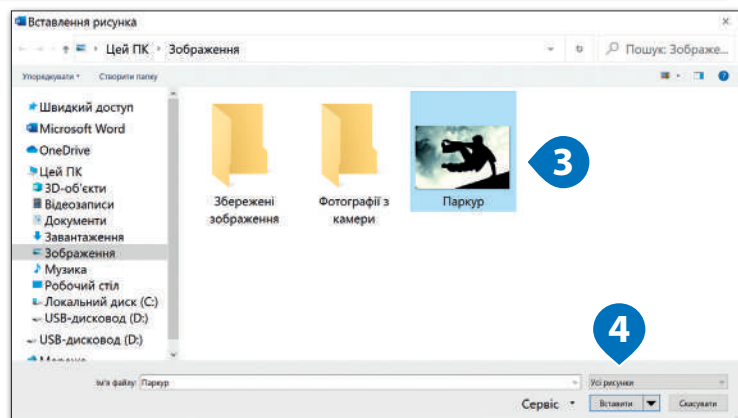 Вставлення рисунка
Цей ПК › Зображення
Пошук: Зображе...
Упорядкувати
Створити папку
Швидкий доступ
Microsoft Word
OneDrive
Цей ПК
3D-об'єкти
Відеозаписи
Документи
Завантаження
Зображення
Музика
Робочий стіл
Локальний диск (C:)
USB-дисковод (D:)
USB-дисковод (D:)
Збережені
зображення
Фотографії з
камери
Паркур
3
4
Ім'я файлу: Паркур
Усі рисунки
Сервіс
Вставити
Скасувати